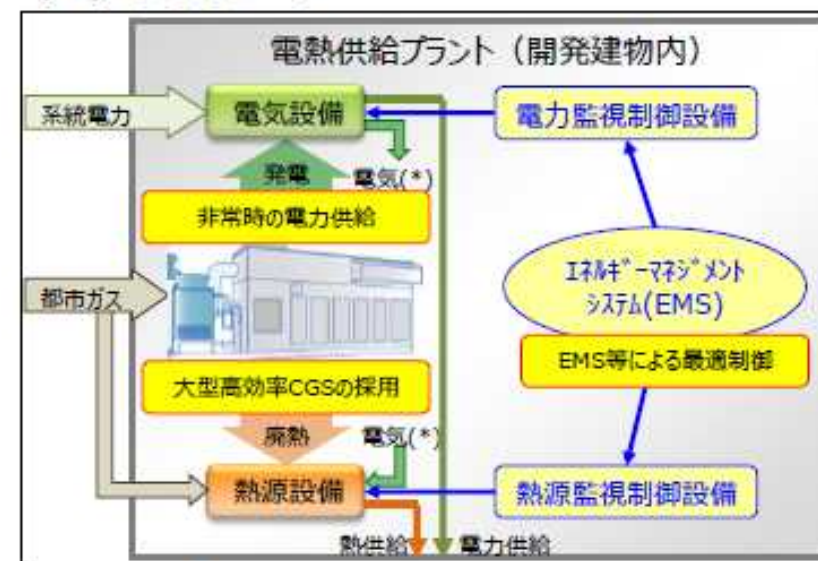 電熱供給プラント（開発建物内）
系統電力
電気設備
電力監視制御設備
発電
電気(*)
非常時の電力供給
都市ガス
ｴﾈﾙｷﾞｰﾏﾈｼﾞﾒﾝﾄ
ｼｽﾃﾑ(EMS)
EMS等による最適制御
大型高効率CGSの採用
廃熱
電気(*)
熱源設備
熱源監視制御設備
熱供給
電力供給